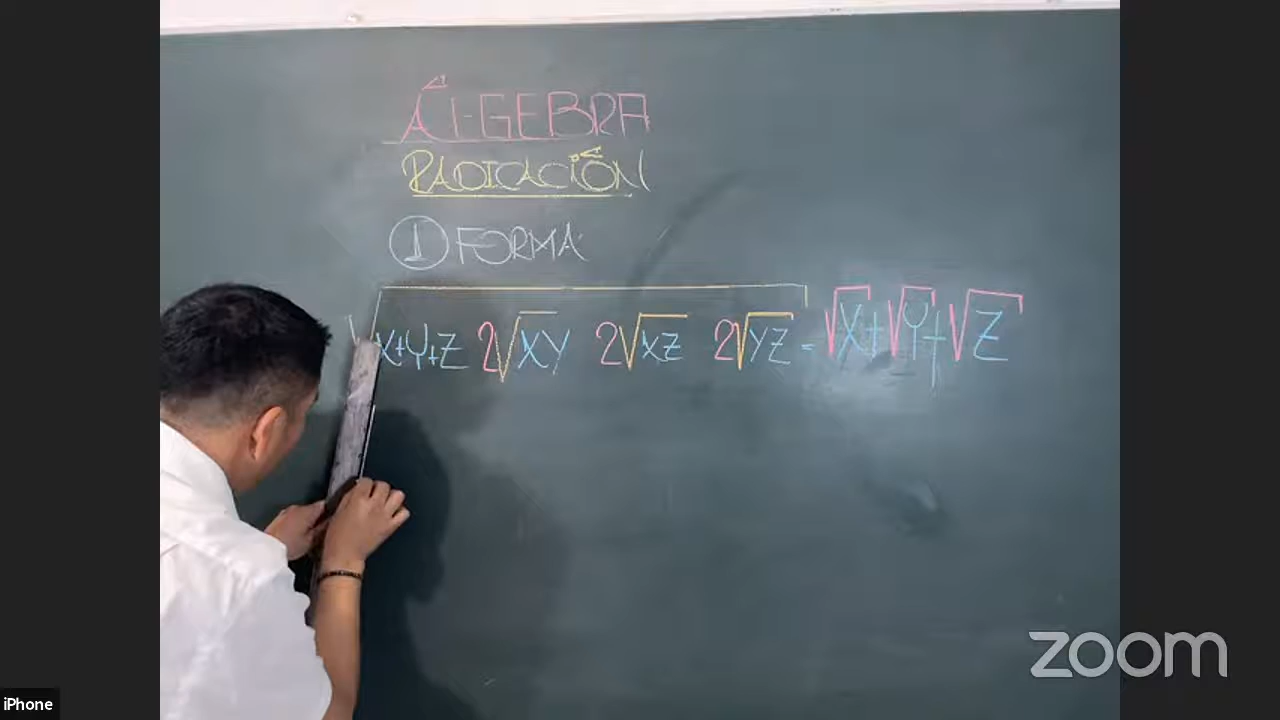 ÁLGEBRA
RADICACIÓN
① FORMA
√X+Y+Z 2√XY 2√XZ 2√YZ = √X+√Y+√Z
zoom
iPhone